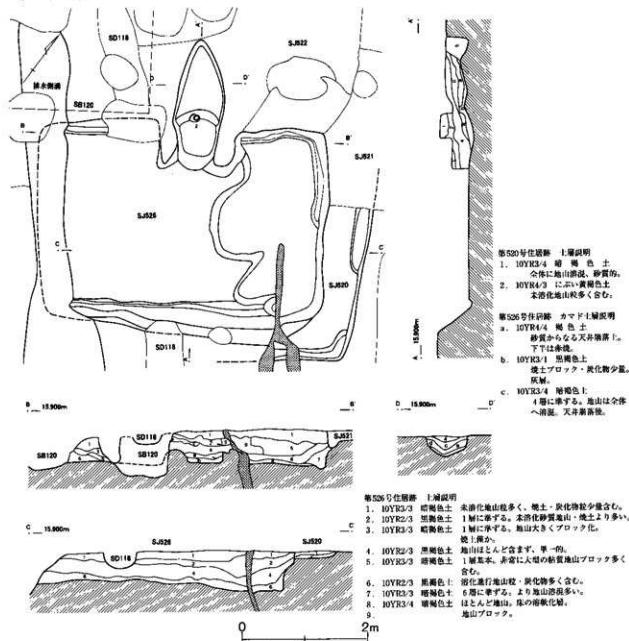 A'
SD118
SJ522
排水側溝
D
D'
SB120
2
B
B'
SJ521
SJ526
C
C'
SJ520
SD118
A'
15.900m
A
第520号住居跡 土層説明
1. 10YR3/4 暗褐色土
全体に地山溶混、砂質的。
2. 10YR4/3 にぶい黄褐色土
未溶化地山粒多く含む。
第526号住居跡 カマド土層説明
a. 10YR4/4 褐色土
砂質からなる天井崩落土。
下半は赤焼。
b. 10YR3/1 黒褐色土
焼土ブロック・炭化物少量。
灰層。
c. 10YR3/4 暗褐色土
4層に準ずる。地山は全体
へ溶混。天井崩落後。
B 15.900m B'
SD118
SB120
SB120
SJ521
D 15.900m D'
C 15.900m C'
SJ526
SJ520
SD118
第526号住居跡 土層説明
1. 10YR3/3 暗褐色土 未溶化地山粒多く、焼土・炭化物粒少量含む。
2. 10YR2/3 黒褐色土 1層に準ずる。未溶化砂質地山・焼土より多い。
3. 10YR3/3 暗褐色土 1層に準ずる。地山大きくブロック化。
焼土僅か。
4. 10YR2/3 黒褐色土 地山ほとんど含まず、単一的。
5. 10YR3/3 暗褐色土 1層基本。非常に大型の粘質地山ブロック多く
含む。
6. 10YR2/3 黒褐色土 溶化進行地山粒・炭化物多く含む。
7. 10YR3/3 暗褐色土 6層に準ずる。より地山溶混多い。
8. 10YR3/4 暗褐色土 ほとんど地山。床の溶軟化層。
9. 地山ブロック。
0 2m